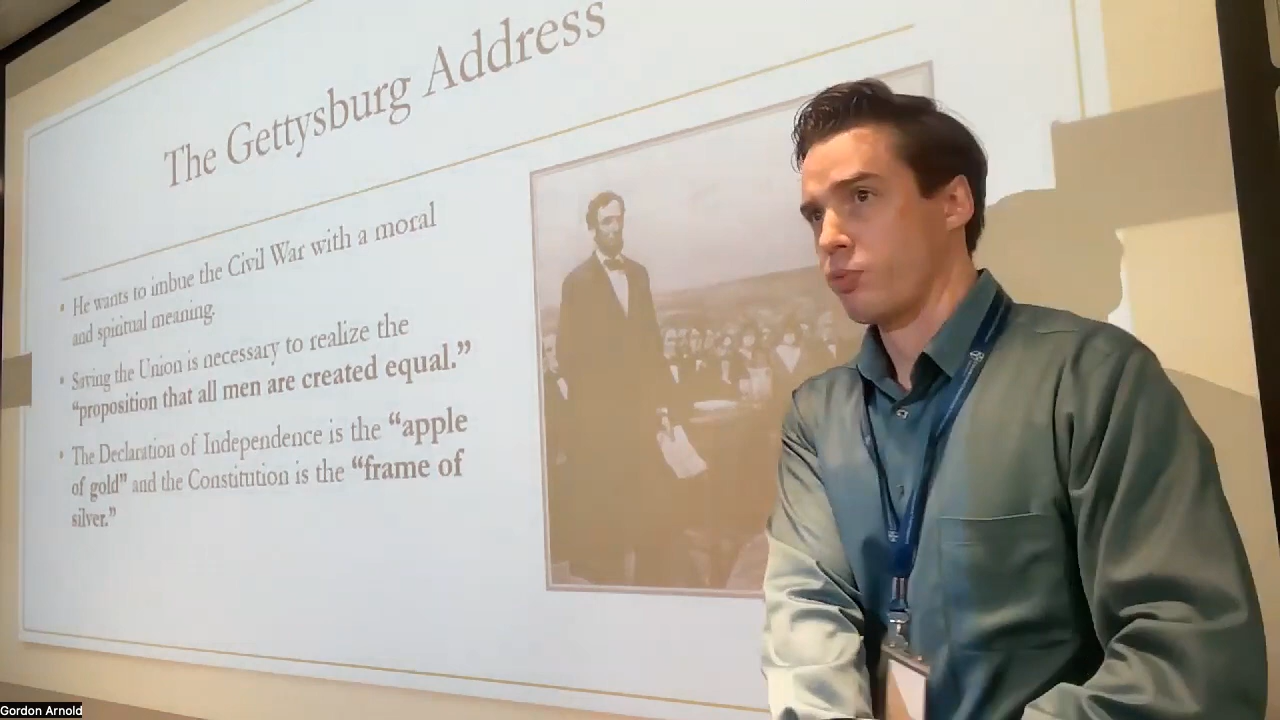 The Gettysburg Address
• He wants to imbue the Civil War with a moral
and spiritual meaning.
• Saving the Union is necessary to realize the
“proposition that all men are created equal.”
• The Declaration of Independence is the “apple
of gold” and the Constitution is the “frame of
silver.”
Gordon Arnold